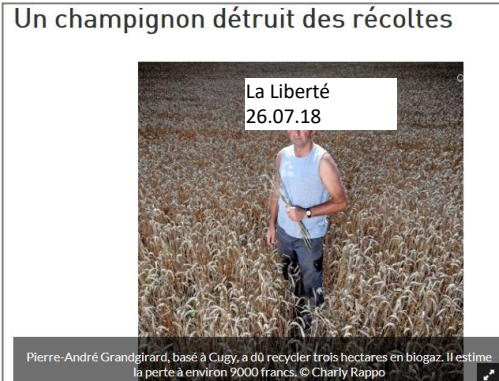 Un champignon détruit des récoltes
La Liberté
26.07.18
Pierre-André Grandgirard, basé à Cugy, a dû recycler trois hectares en biogaz. Il estime
la perte à environ 9000 francs. © Charly Rappo